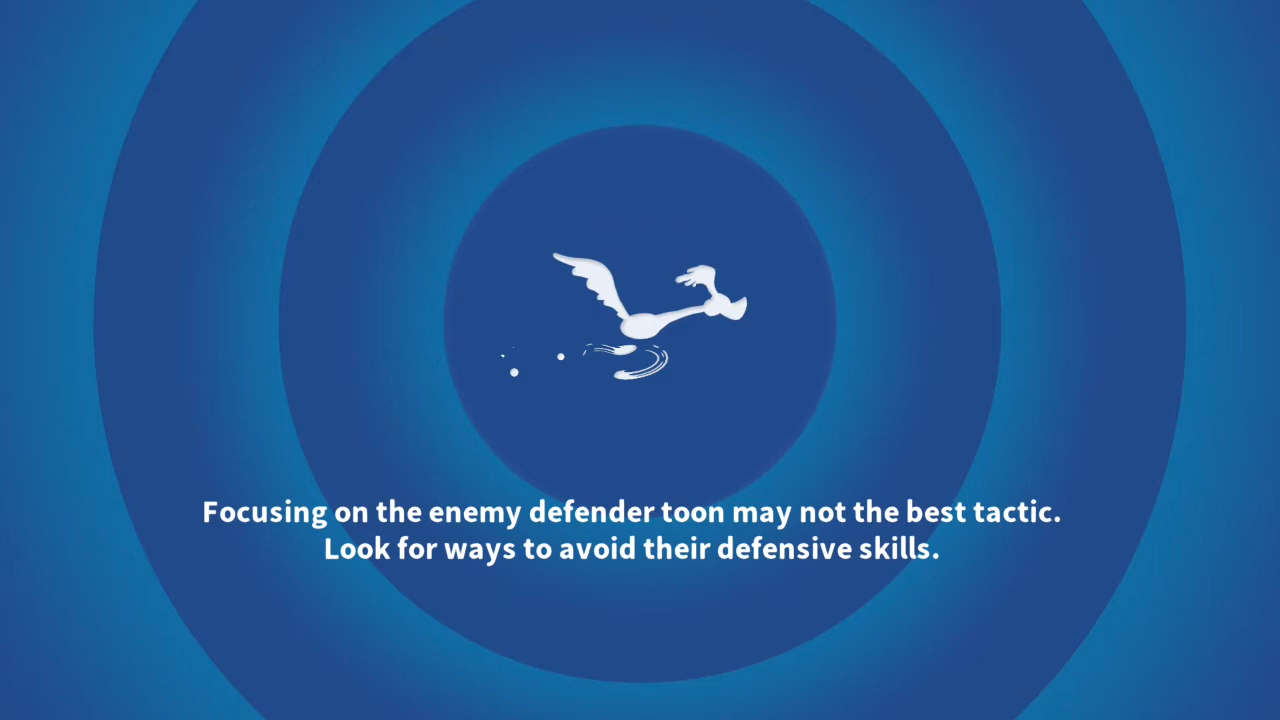 Focusing on the enemy defender toon may not the best tactic.
Look for ways to avoid their defensive skills.